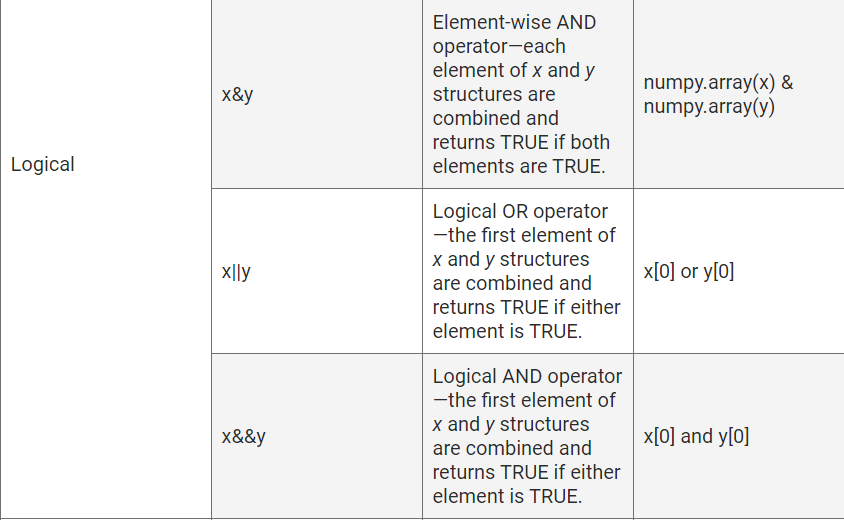 Logical
x&y
Element-wise AND
operator—each
element of x and y
structures are
combined and
returns TRUE if both
elements are TRUE.
numpy.array(x) &
numpy.array(y)
x||y
Logical OR operator
—the first element of
x and y structures
are combined and
returns TRUE if either
element is TRUE.
x[0] or y[0]
x&&y
Logical AND operator
—the first element of
x and y structures
are combined and
returns TRUE if either
element is TRUE.
x[0] and y[0]